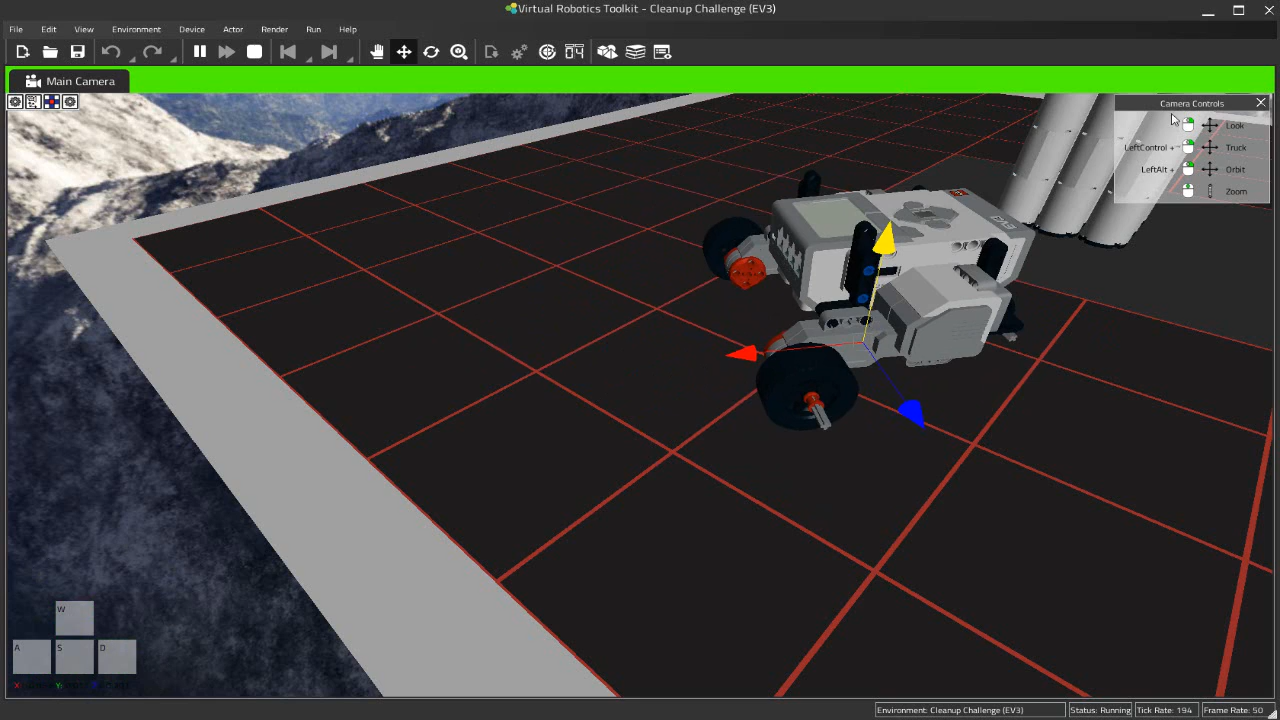 Virtual Robotics Toolkit - Cleanup Challenge (EV3)
File Edit View Environment Device Actor Render Run Help
Main Camera
Camera Controls
Look
LeftControl + Truck
LeftAlt + Orbit
Zoom
EV3
W
A S D
X Y
Environment: Cleanup Challenge (EV3) Status: Running Tick Rate: 194 Frame Rate: 50